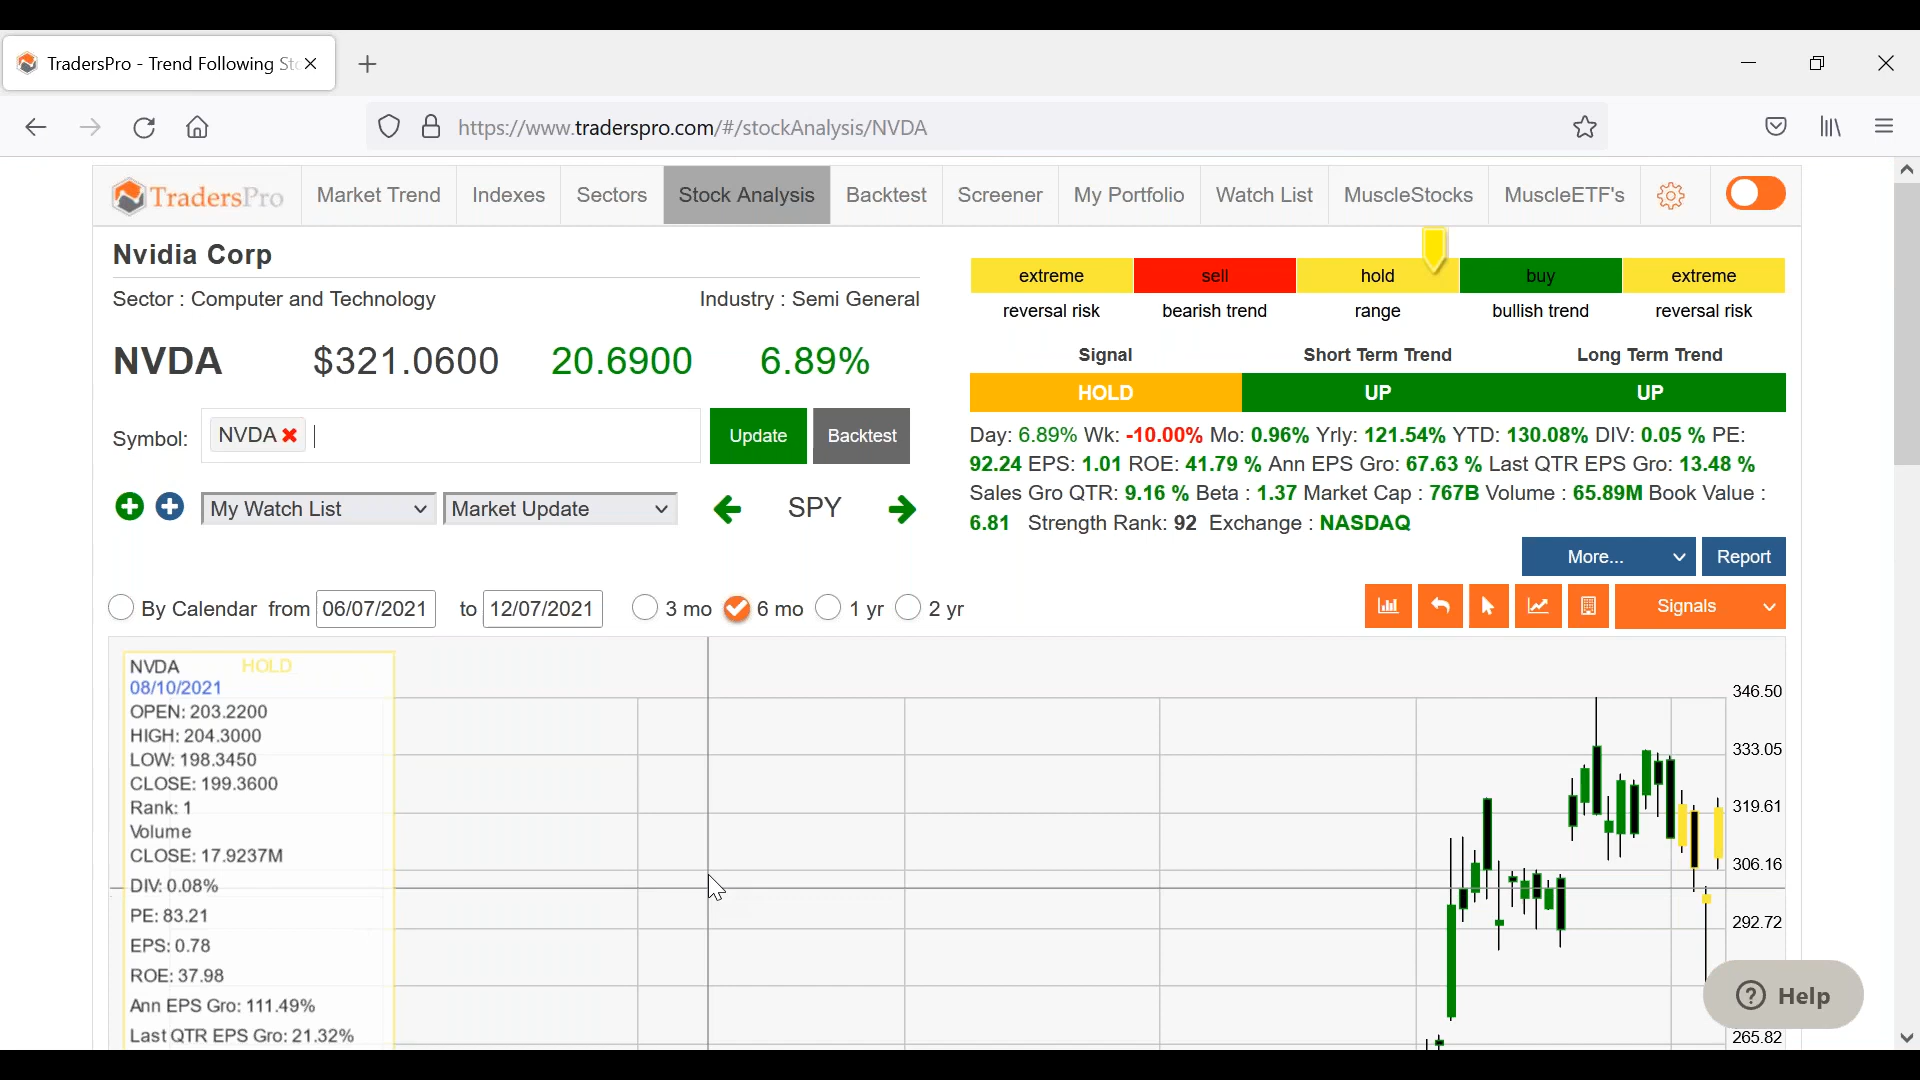 TradersPro - Trend Following Sto
https://www.traderspro.com/#/stockAnalysis/NVDA
TradersPro Market Trend Indexes Sectors Stock Analysis Backtest Screener My Portfolio Watch List MuscleStocks MuscleETF's
Nvidia Corp
Sector : Computer and Technology Industry : Semi General
NVDA $321.0600 20.6900 6.89%
Symbol: NVDA Update Backtest
My Watch List Market Update SPY
extreme sell hold buy extreme
reversal risk bearish trend range bullish trend reversal risk
Signal Short Term Trend Long Term Trend
HOLD UP UP
Day: 6.89% Wk: -10.00% Mo: 0.96% Yrly: 121.54% YTD: 130.08% DIV: 0.05 % PE:
92.24 EPS: 1.01 ROE: 41.79 % Ann EPS Gro: 67.63 % Last QTR EPS Gro: 13.48 %
Sales Gro QTR: 9.16 % Beta : 1.37 Market Cap : 767B Volume : 65.89M Book Value :
6.81 Strength Rank: 92 Exchange : NASDAQ
More... Report
By Calendar from 06/07/2021 to 12/07/2021 3 mo 6 mo 1 yr 2 yr
Signals
NVDA HOLD
08/10/2021
OPEN: 203.2200
HIGH: 204.3000
LOW: 198.3450
CLOSE: 199.3600
Rank: 1
Volume
CLOSE: 17.9237M
DIV: 0.08%
PE: 83.21
EPS: 0.78
ROE: 37.98
Ann EPS Gro: 111.49%
Last QTR EPS Gro: 21.32%
346.50
333.05
319.61
306.16
292.72
265.82
Help